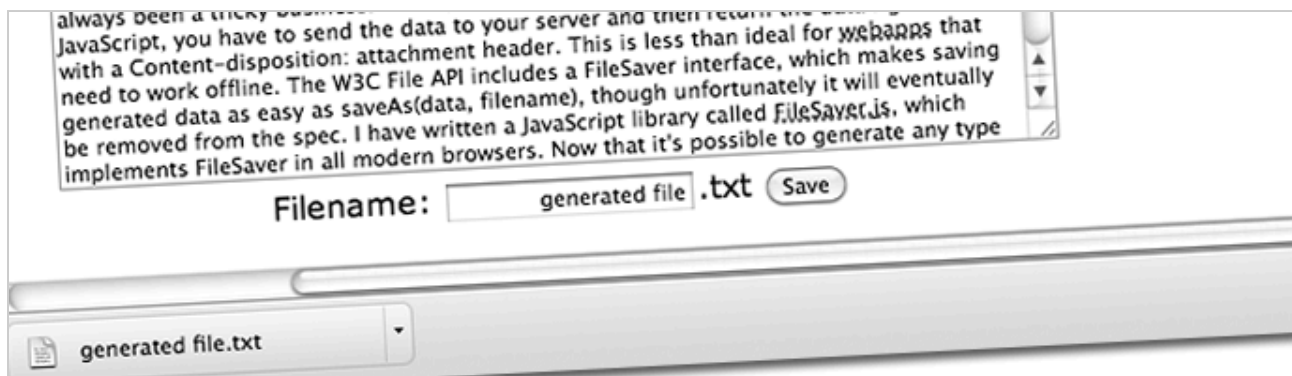 always been a tricky business.
JavaScript, you have to send the data to your server and then return the
with a Content-disposition: attachment header. This is less than ideal for webapps that
need to work offline. The W3C File API includes a FileSaver interface, which makes saving
generated data as easy as saveAs(data, filename), though unfortunately it will eventually
be removed from the spec. I have written a JavaScript library called FileSaver.js, which
implements FileSaver in all modern browsers. Now that it's possible to generate any type
Filename: generated file .txt Save
generated file.txt